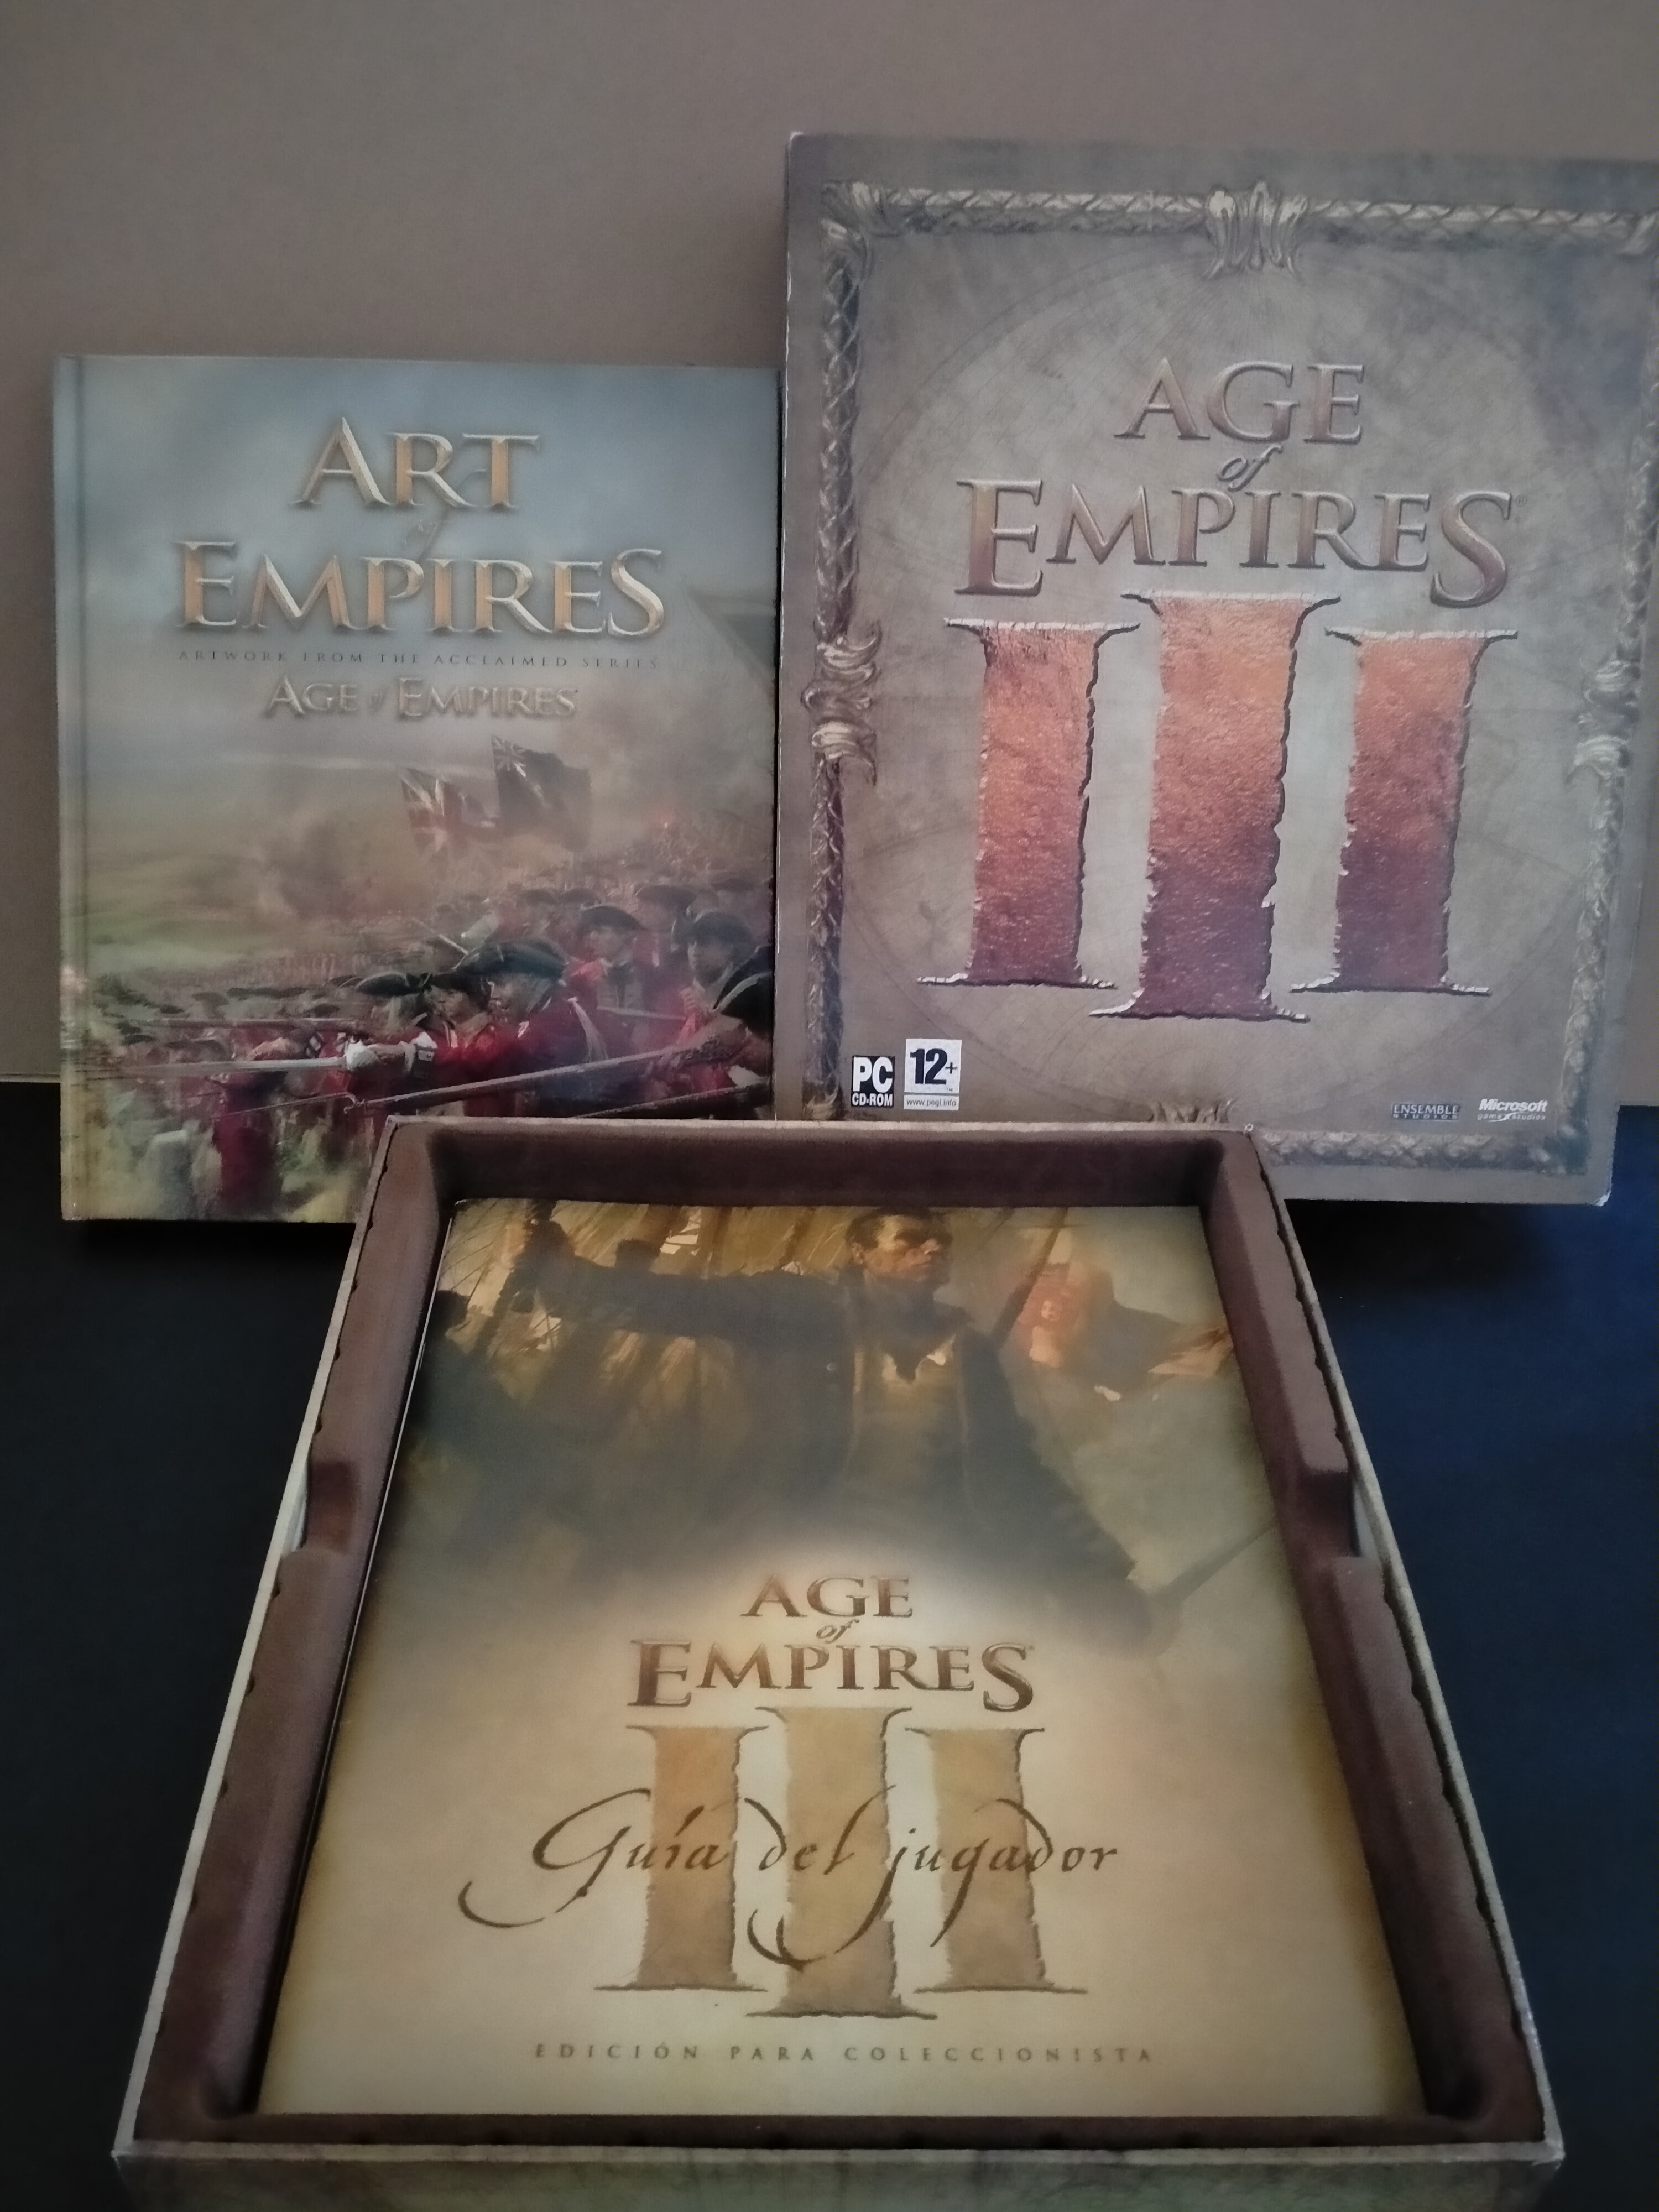 ART
of
EMPIRES
ARTWORK FROM THE ACCLAIMED SERIES
AGE of EMPIRES
AGE
of
EMPIRES
III
PC
CD-ROM
12+
www.pegi.info
ENSEMBLE
STUDIOS
Microsoft
game studios
AGE
of
EMPIRES
III
Guía del jugador
EDICIÓN PARA COLECCIONISTA